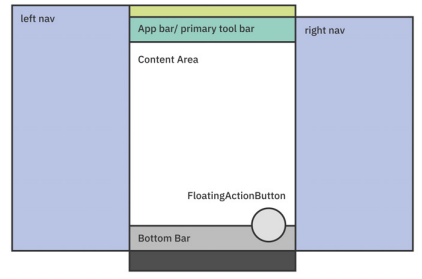 left nav
App bar/ primary tool bar
right nav
Content Area
FloatingActionButton
Bottom Bar